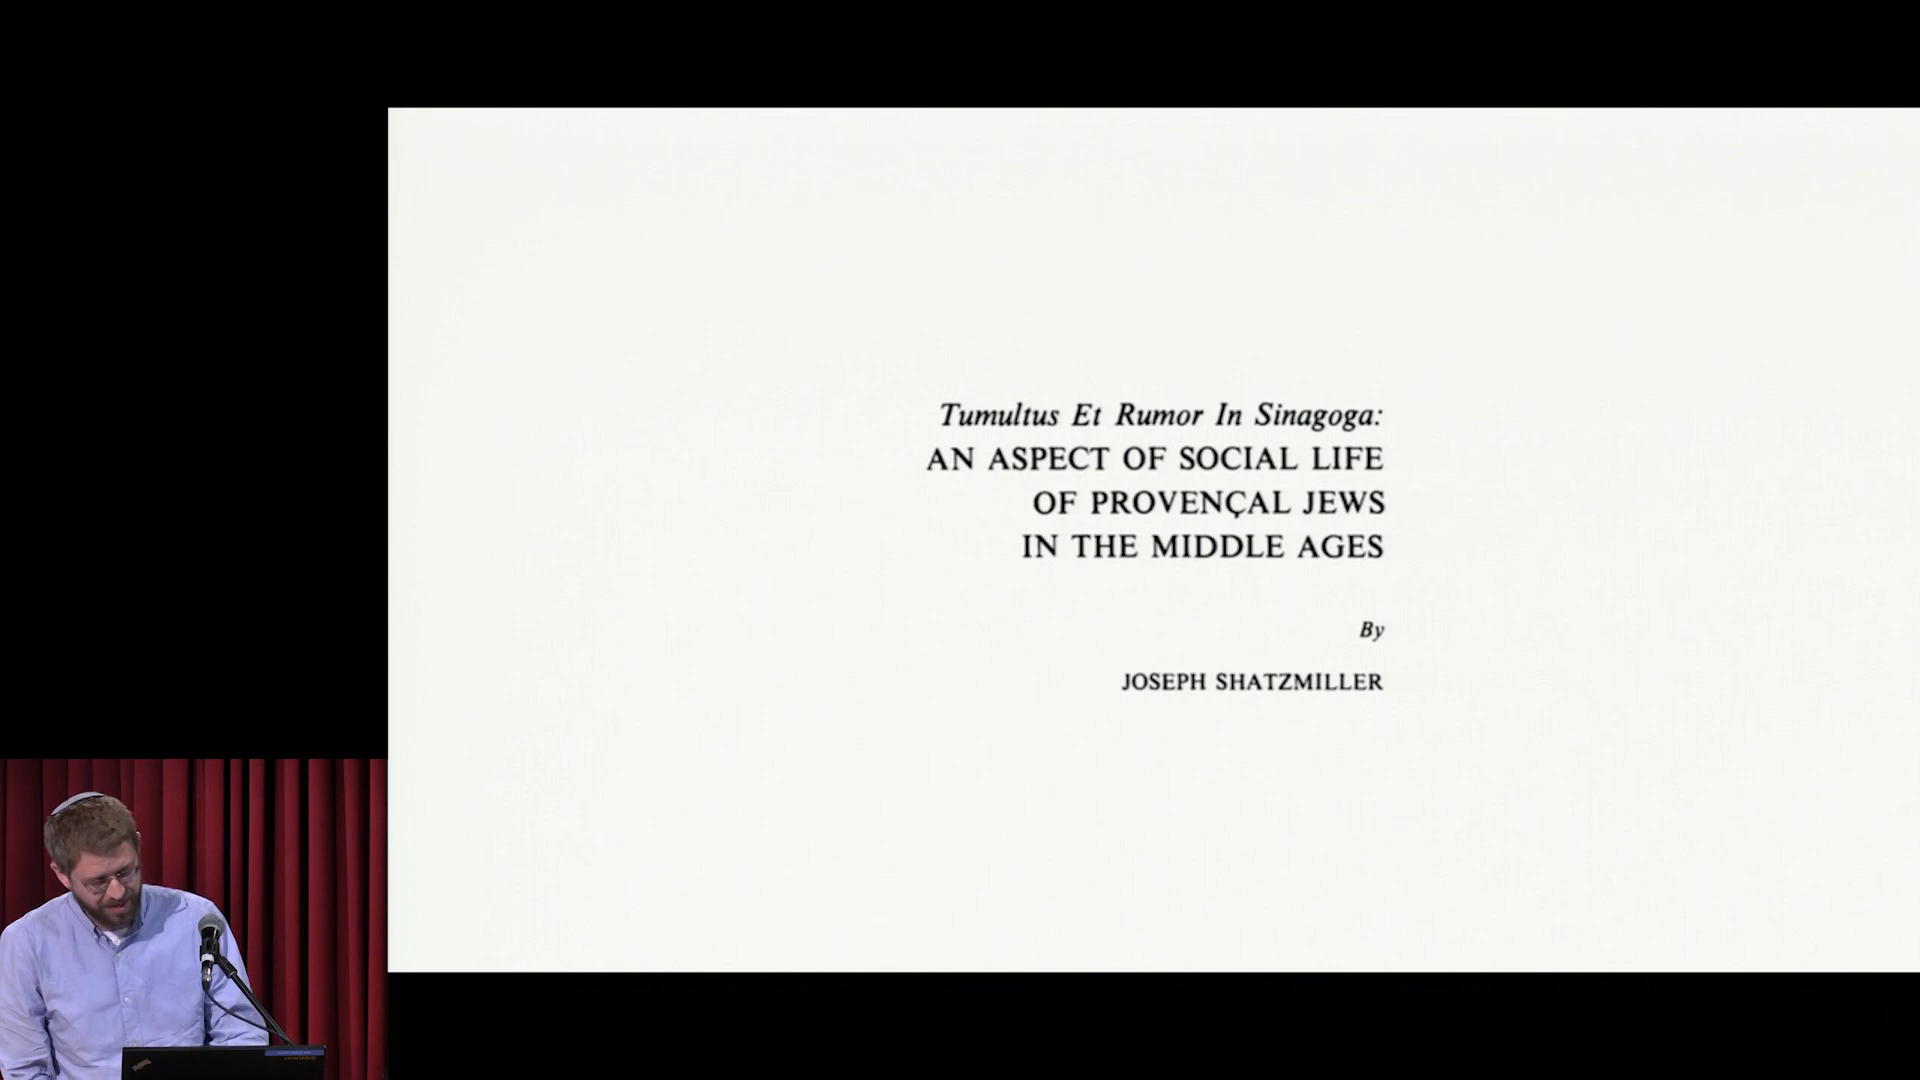 Tumultus Et Rumor In Sinagoga:
AN ASPECT OF SOCIAL LIFE
OF PROVENÇAL JEWS
IN THE MIDDLE AGES
By
JOSEPH SHATZMILLER
ThinkPad